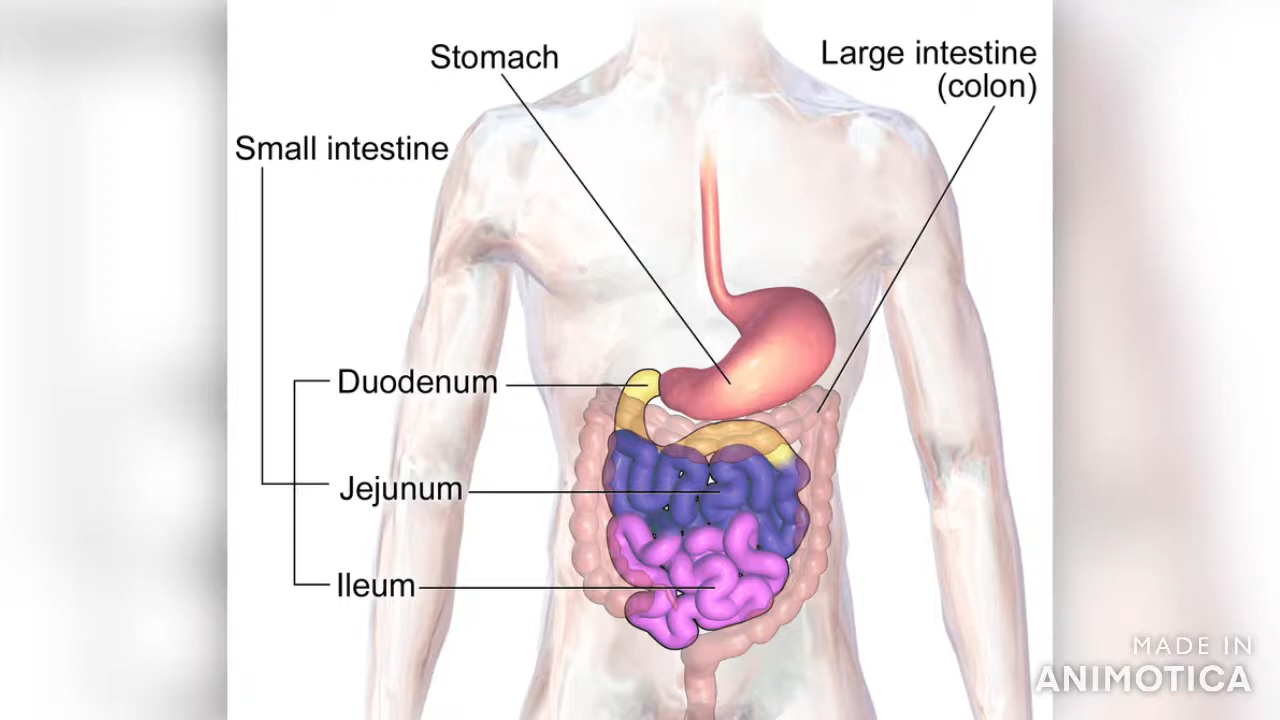 Stomach
Large intestine
(colon)
Small intestine
Duodenum
Jejunum
Ileum
MADE IN
ANIMOTICA